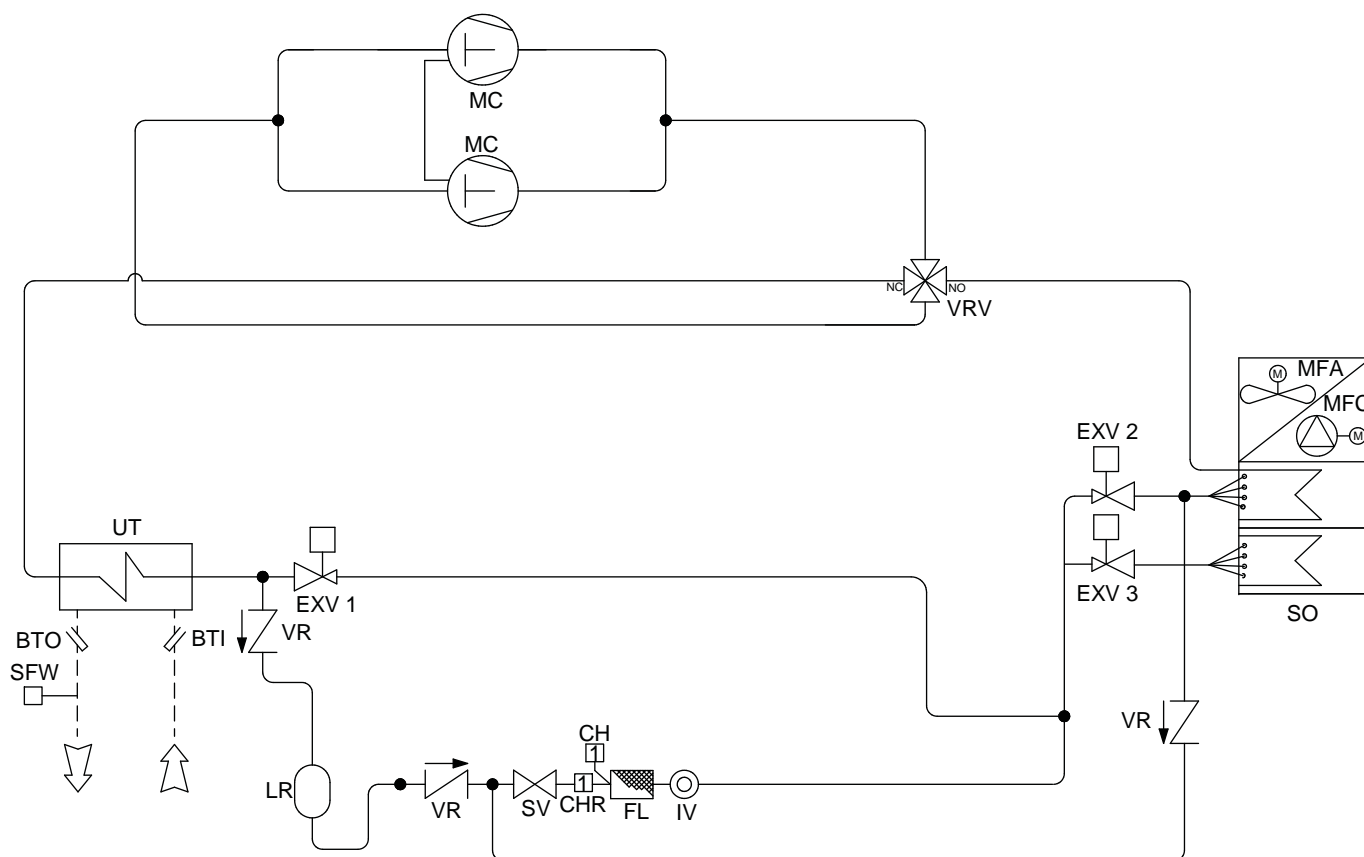 MC
MC
NC
NO
VRV
M
MFA
MFC
M
EXV 2
UT
EXV 1
EXV 3
SO
BTO
BTI
VR
SFW
VR
CH
1
LR
1
VR
SV
CHR
FL
IV